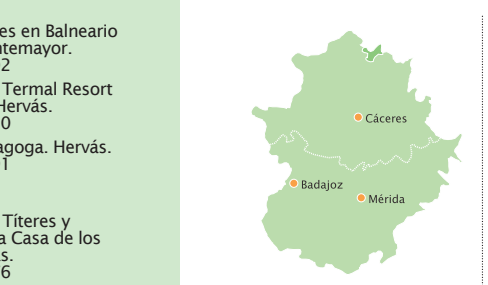 es en Balneario
ntemayor.
2
Termal Resort
Hervás.
0
agoga. Hervás.
1
Títeres y
a Casa de los
s.
6
Cáceres
Badajoz
Mérida